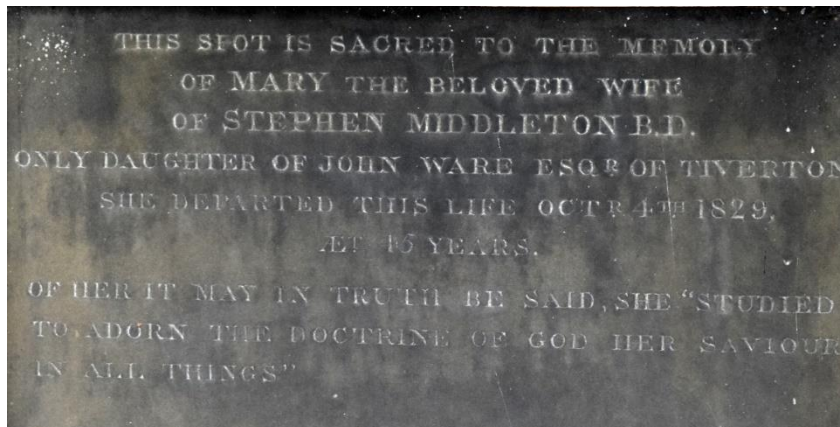 THIS SPOT IS SACRED TO THE MEMORY
OF MARY THE BELOVED WIFE
OF STEPHEN MIDDLETON B.D.
ONLY DAUGHTER OF JOHN WARE ESQR OF TIVERTON
SHE DEPARTED THIS LIFE OCTR 4TH 1829,
ÆT 45 YEARS.
OF HER IT MAY IN TRUTH BE SAID, SHE "STUDIED
TO ADORN THE DOCTRINE OF GOD HER SAVIOUR
IN ALL THINGS"